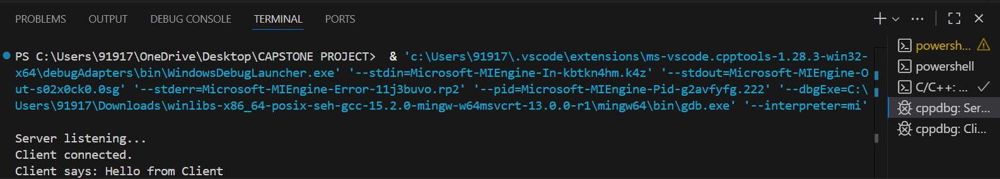 PROBLEMS OUTPUT DEBUG CONSOLE TERMINAL PORTS
PS C:\Users\91917\OneDrive\Desktop\CAPSTONE PROJECT>  & 'c:\Users\91917\.vscode\extensions\ms-vscode.cpptools-1.28.3-win32-
x64\debugAdapters\bin\WindowsDebugLauncher.exe' '--stdin=Microsoft-MIEngine-In-kbtkn4hm.k4z' '--stdout=Microsoft-MIEngine-O
ut-s02x0ck0.0sg' '--stderr=Microsoft-MIEngine-Error-11j3buvo.rp2' '--pid=Microsoft-MIEngine-Pid-g2avfyfg.222' '--dbgExe=C:\
Users\91917\Downloads\winlibs-x86_64-posix-seh-gcc-15.2.0-mingw-w64msvcrt-13.0.0-r1\mingw64\bin\gdb.exe' '--interpreter=mi'
Server listening...
Client connected.
Client says: Hello from Client
powersh...
powershell
C/C++: ...
cppdbg: Ser...
cppdbg: Cli...